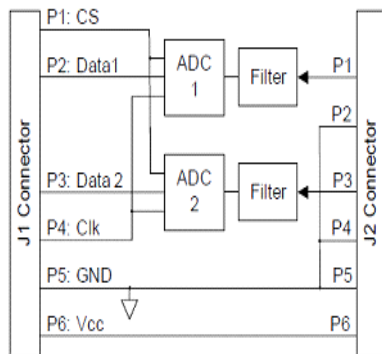 P1: CS
P2: Data1
P3: Data 2
P4: Clk
P5: GND
P6: Vcc
J1 Connector
ADC
1
Filter
ADC
2
Filter
P1
P2
P3
P4
P5
P6
J2 Connector